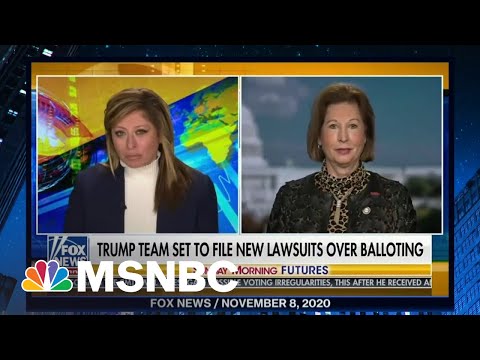 TRUMP TEAM SET TO FILE NEW LAWSUITS OVER BALLOTING
FOX
NEWS
MORNING FUTURES
VOTING IRREGULARITIES, THIS AFTER HE RECEIVED
MSNBC
FOX NEWS / NOVEMBER 8, 2020